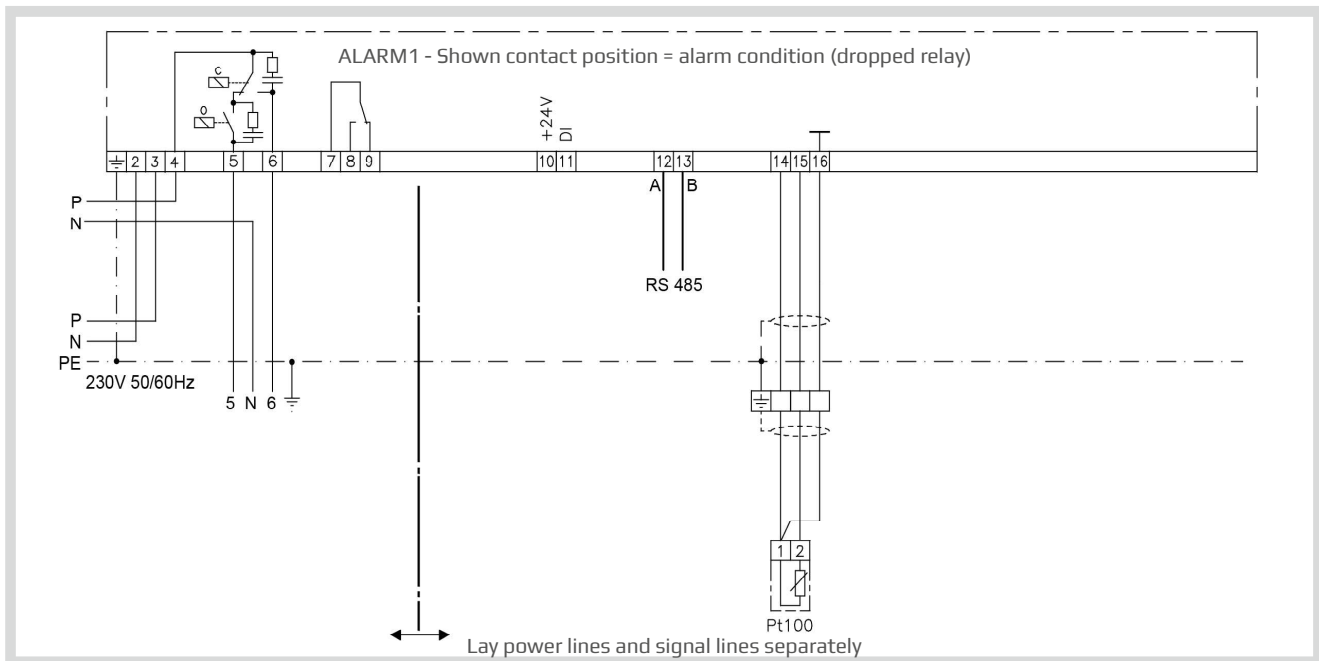 ALARM1 - Shown contact position = alarm condition (dropped relay)
C
O
+24V
DI
2 3 4 5 6 7 8 9 10 11 12 13 14 15 16
P
N
A B
RS 485
P
N
PE
230V 50/60Hz
5 N 6
1 2
Pt100
Lay power lines and signal lines separately